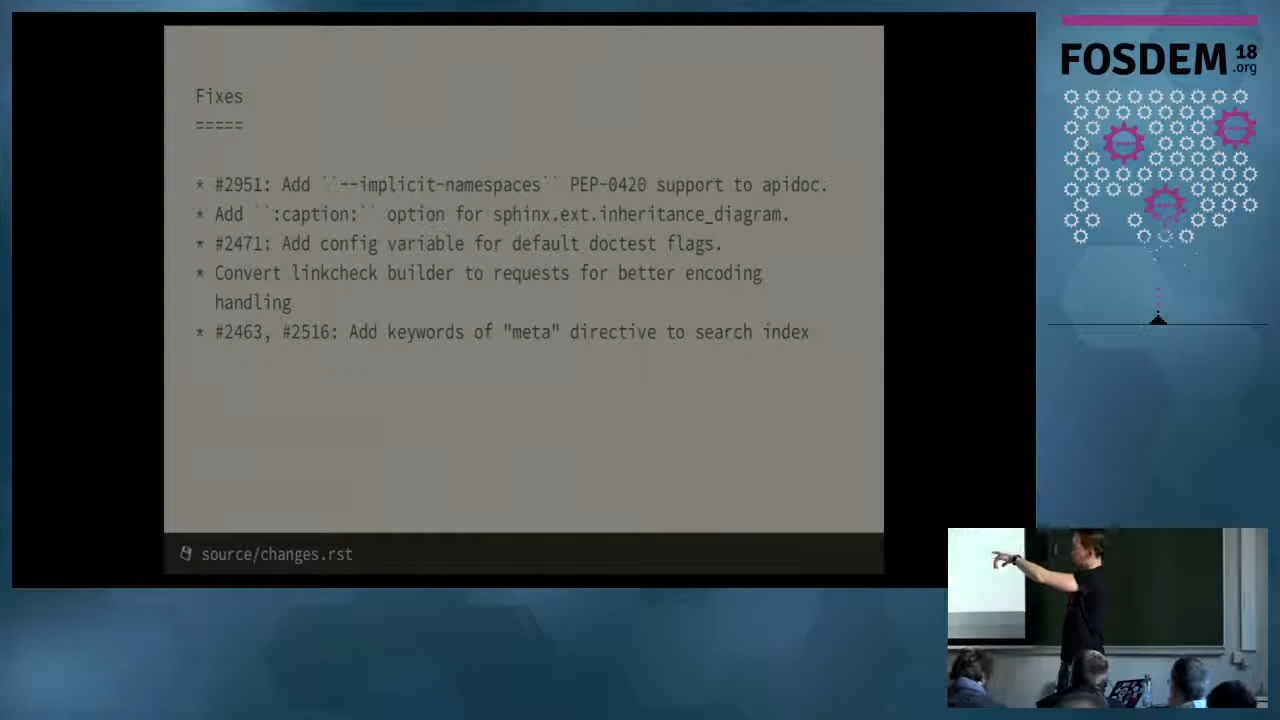 Fixes
=====
* #2951: Add ``--implicit-namespaces`` PEP-0420 support to apidoc.
* Add ``:caption:`` option for sphinx.ext.inheritance_diagram.
* #2471: Add config variable for default doctest flags.
* Convert linkcheck builder to requests for better encoding
handling
* #2463, #2516: Add keywords of "meta" directive to search index
source/changes.rst
FOSDEM 18
.org